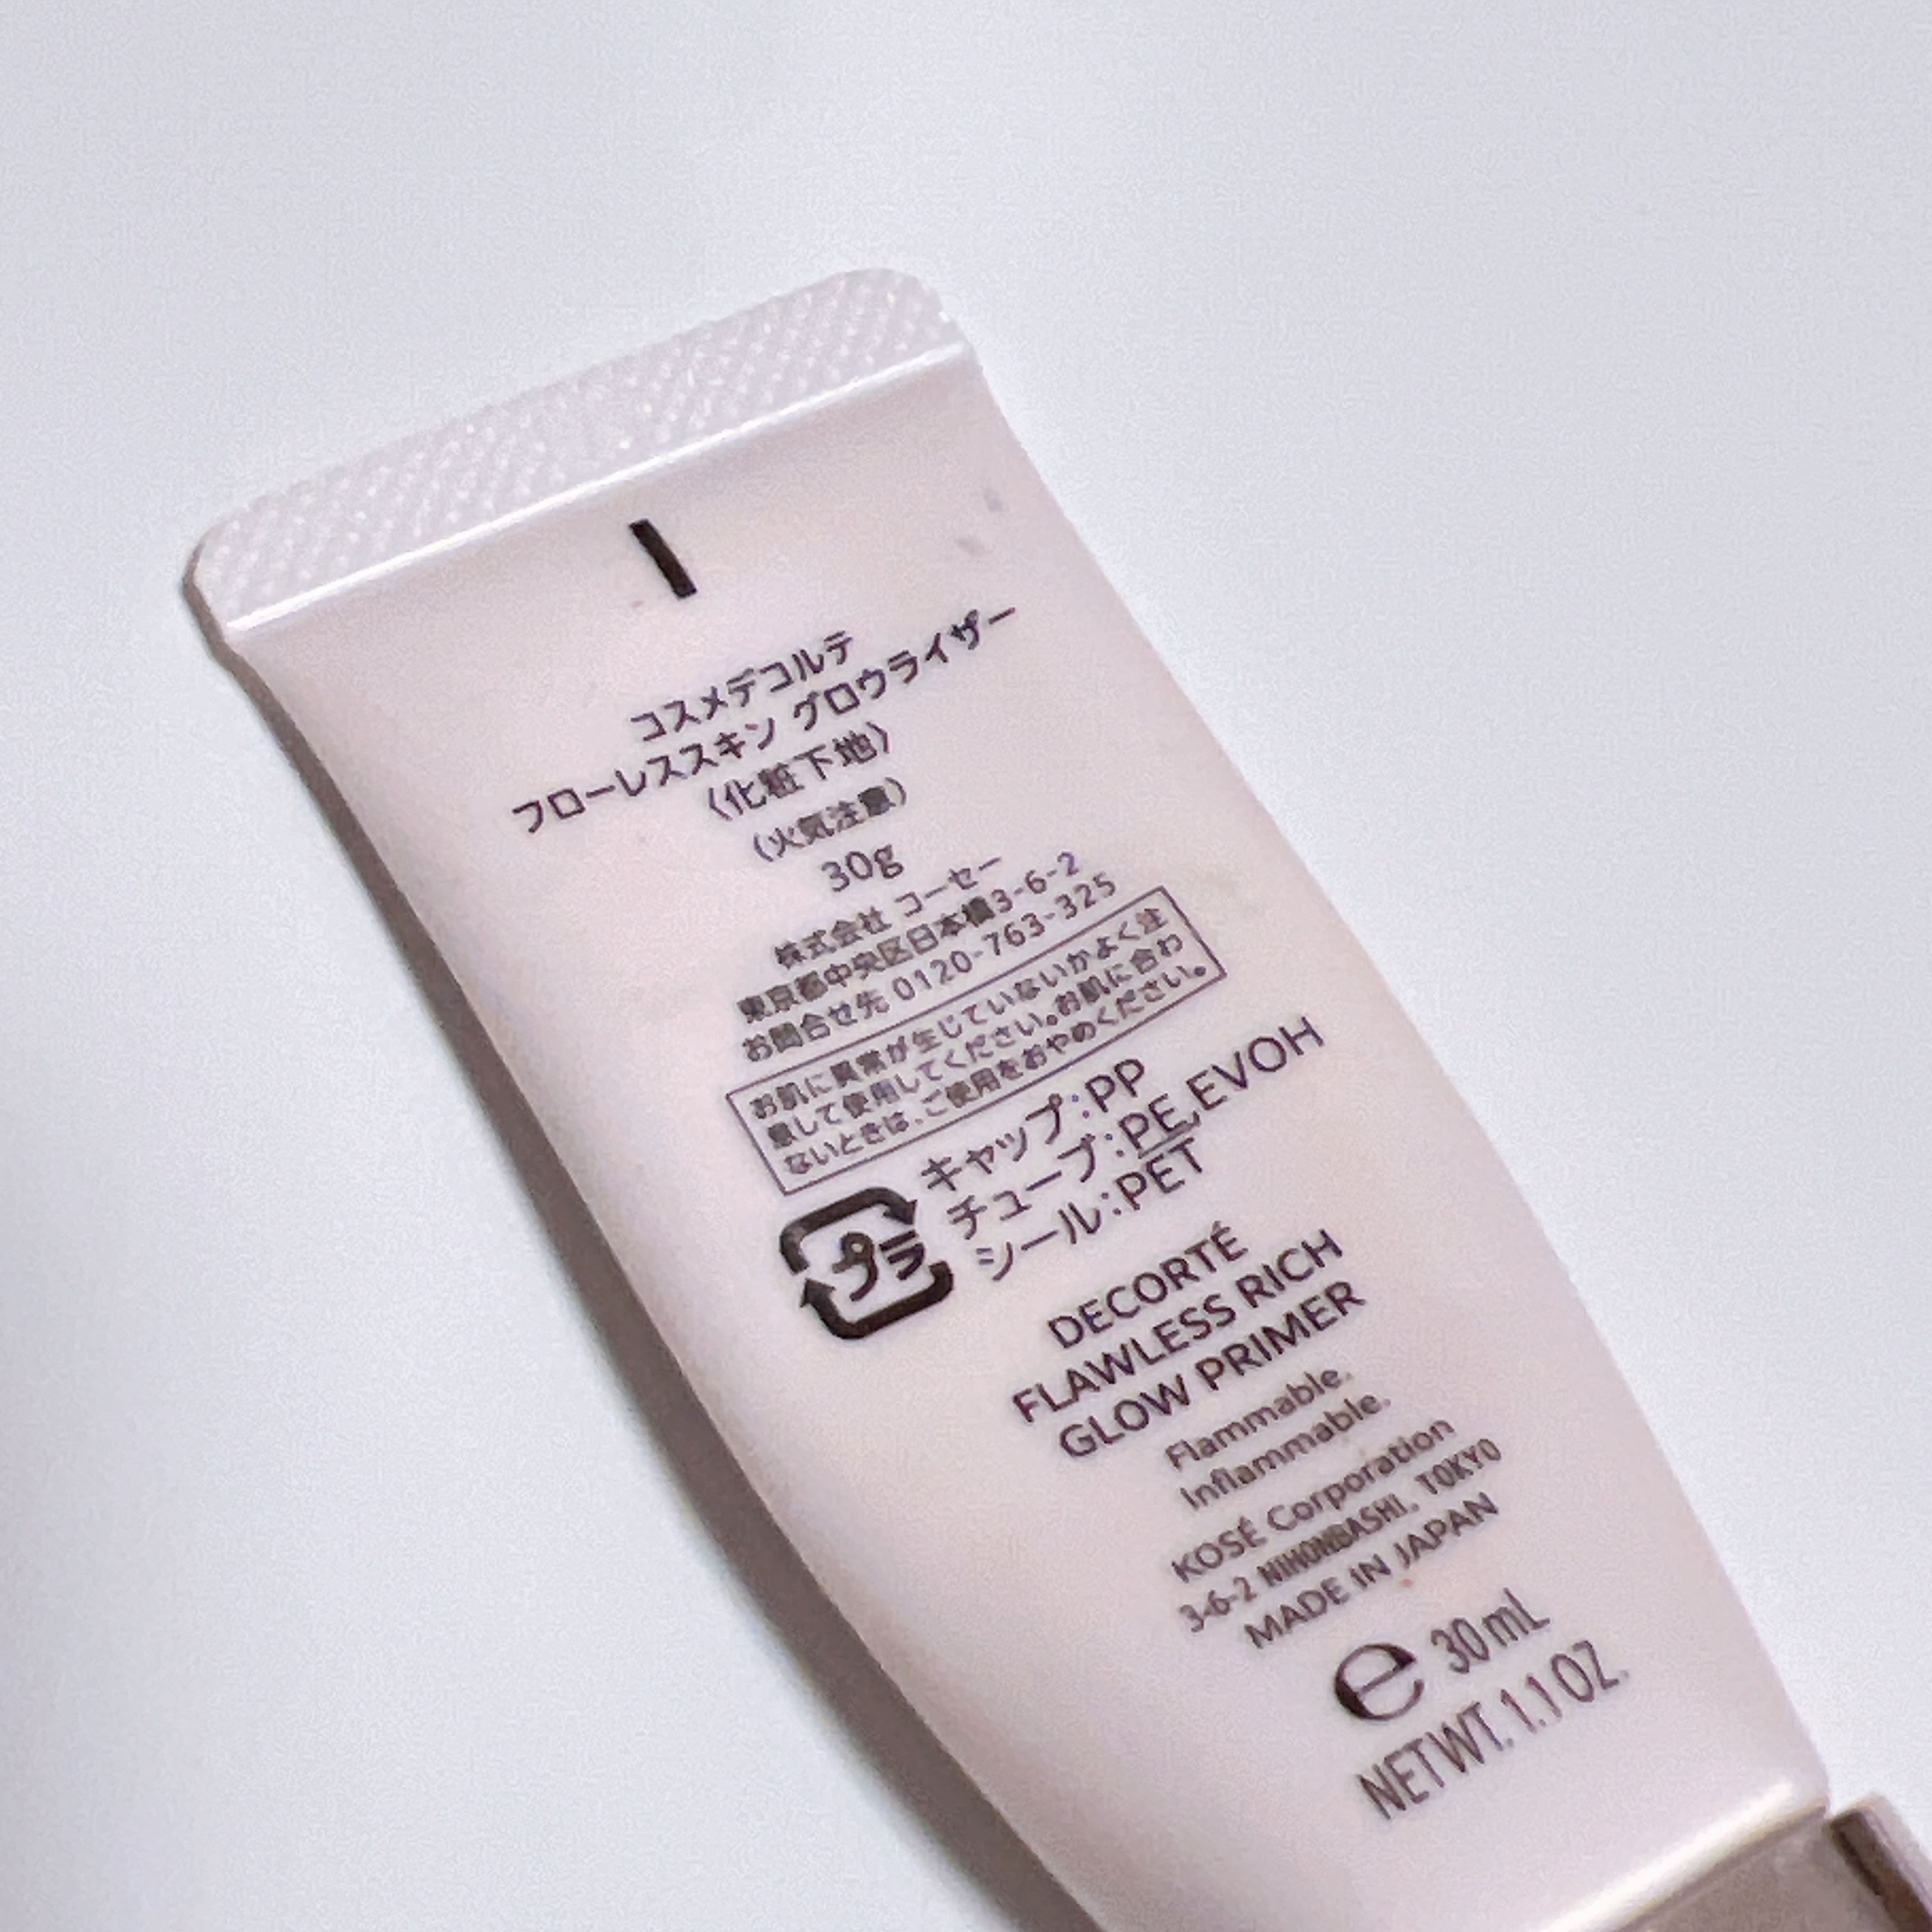 コスメデコルテ
フローレススキン グロウライザー
〈化粧下地〉
(火気注意)
30g
株式会社 コーセー
東京都中央区日本橋3-6-2
お問合せ先 0120-763-325
お肌に異常が生じていないかよく注
意して使用してください。お肌に合わ
ないときは、ご使用をおやめください。
プラ
キャップ:PP
チューブ:PE,EVOH
シール:PET
DECORTÉ
FLAWLESS RICH
GLOW PRIMER
Flammable.
Inflammable.
KOSÉ Corporation
3-6-2 NIHONBASHI, TOKYO
MADE IN JAPAN
e 30mL
NET WT. 1.1 OZ.